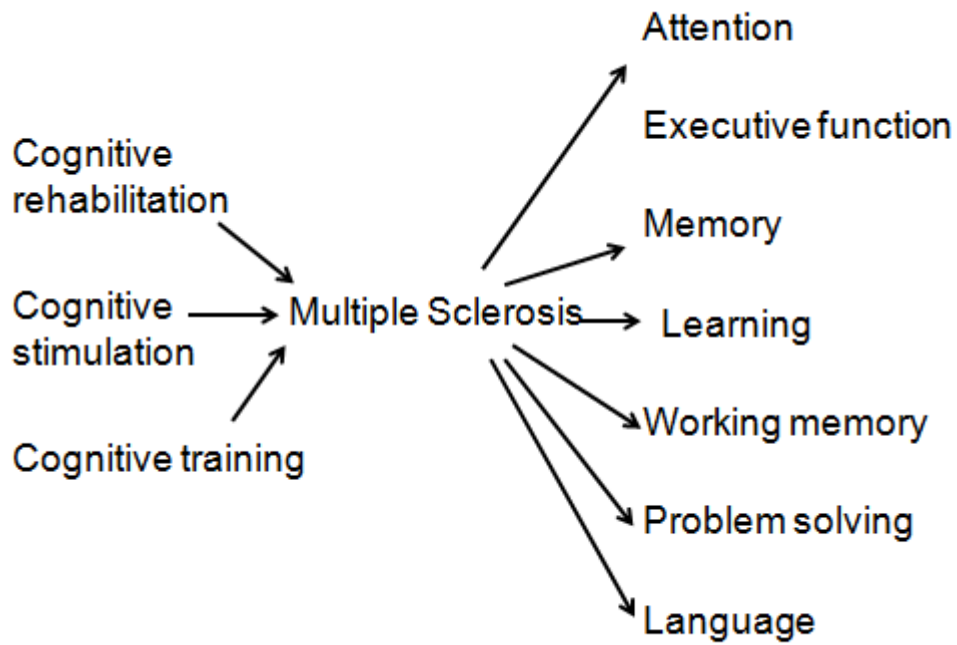 Cognitive
rehabilitation
Cognitive
stimulation
Cognitive training
Multiple Sclerosis
Attention
Executive function
Memory
Learning
Working memory
Problem solving
Language